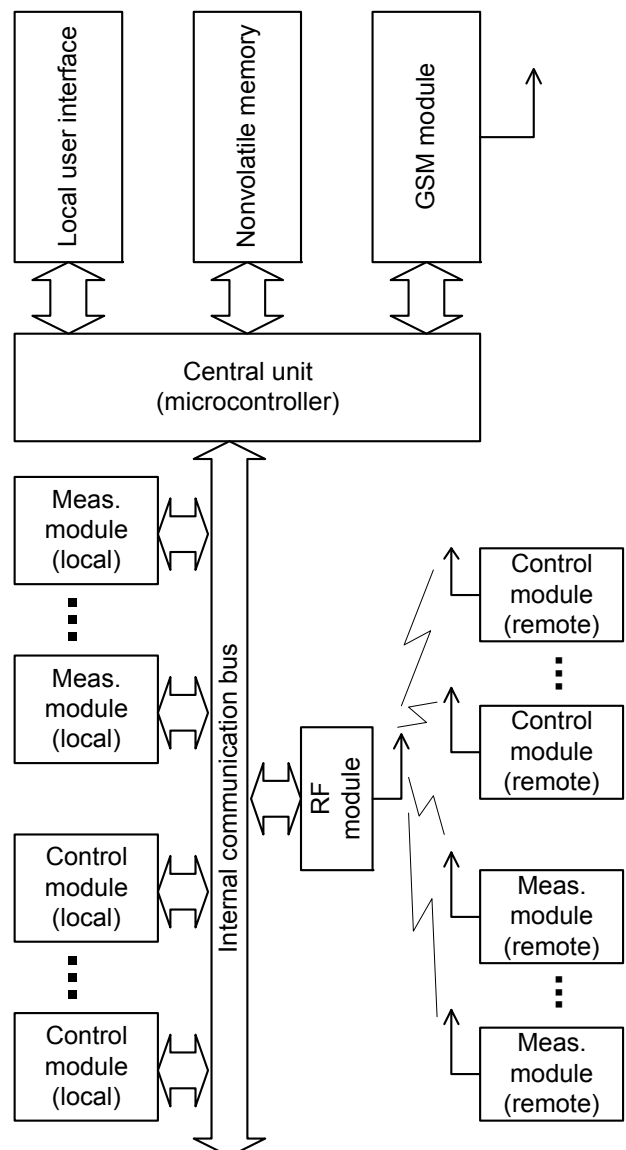 Local user interface
Nonvolatile memory
GSM module
Central unit
(microcontroller)
Meas.
module
(local)
Meas.
module
(local)
Control
module
(local)
Control
module
(local)
Internal communication bus
RF
module
Control
module
(remote)
Control
module
(remote)
Meas.
module
(remote)
Meas.
module
(remote)